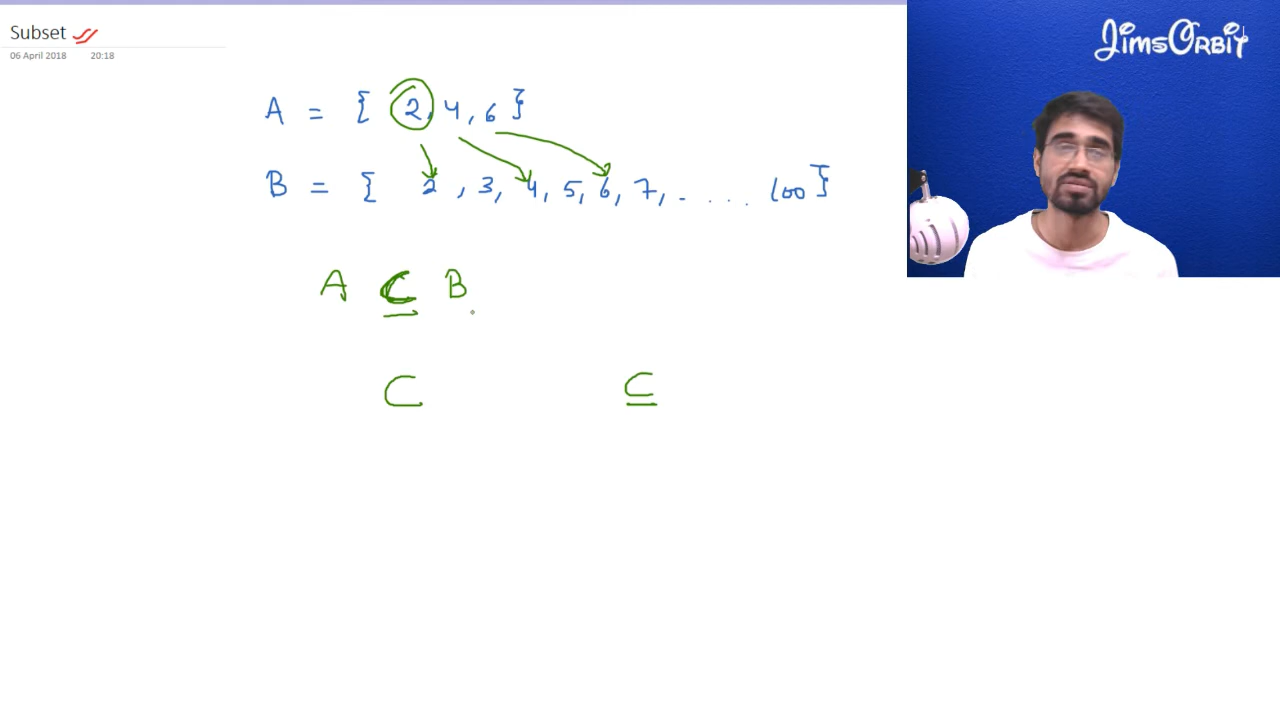 Subset
06 April 2018 20:18
JimsOrbit
A = { 2, 4, 6 }
B = { 2, 3, 4, 5, 6, 7, . . . . . 100 }
A ⊆ B
⊂ ⊆